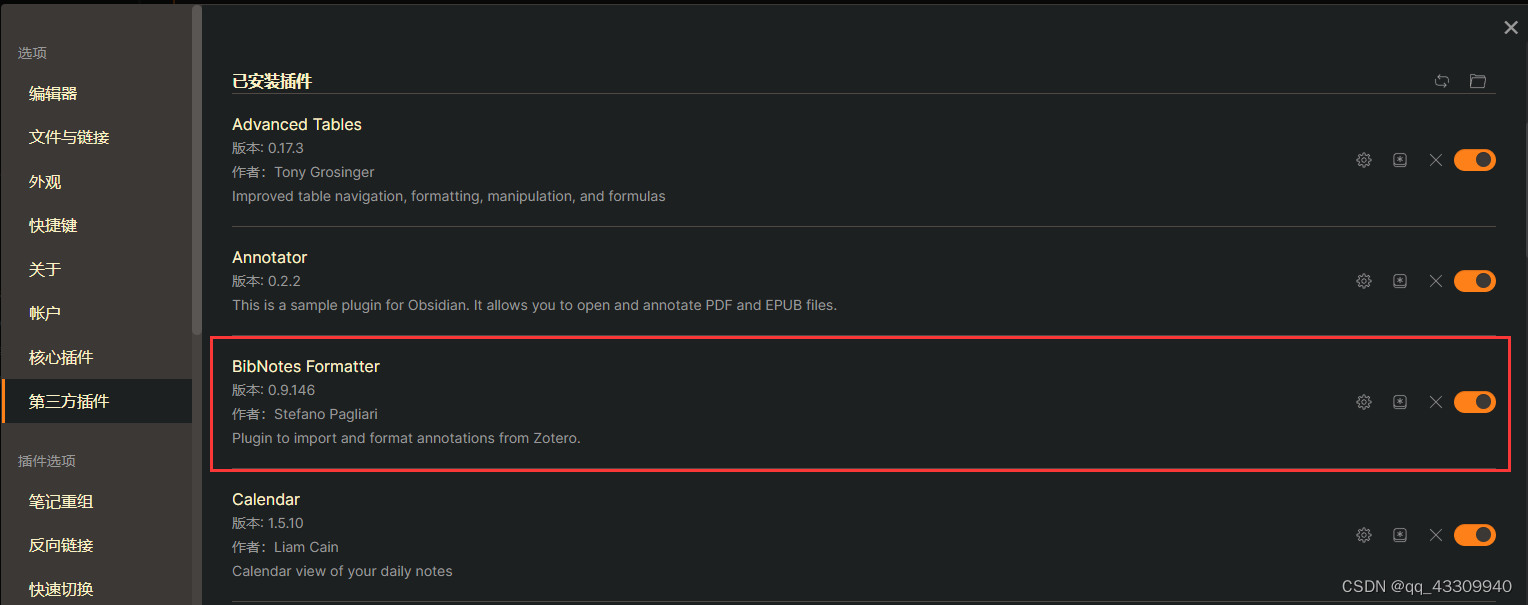 选项
编辑器
文件与链接
外观
快捷键
关于
帐户
核心插件
第三方插件
插件选项
笔记重组
反向链接
快速切换
已安装插件
Advanced Tables
版本: 0.17.3
作者：Tony Grosinger
Improved table navigation, formatting, manipulation, and formulas
Annotator
版本: 0.2.2
This is a sample plugin for Obsidian. It allows you to open and annotate PDF and EPUB files.
BibNotes Formatter
版本: 0.9.146
作者：Stefano Pagliari
Plugin to import and format annotations from Zotero.
Calendar
版本: 1.5.10
作者：Liam Cain
Calendar view of your daily notes
CSDN @qq_43309940